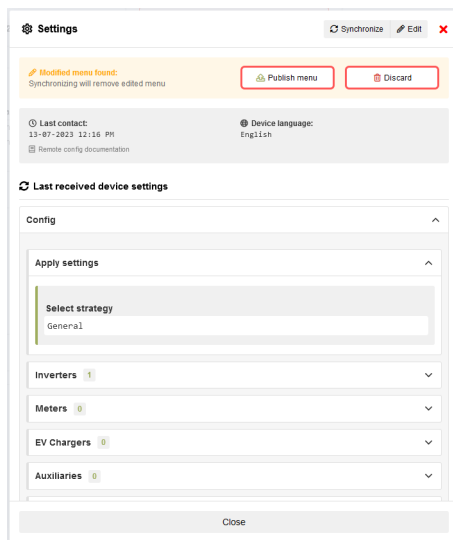 Settings
Synchronize
Edit
Modified menu found:
Synchronizing will remove edited menu
Publish menu
Discard
Last contact:
13-07-2023 12:16 PM
Remote config documentation
Device language:
English
Last received device settings
Config
Apply settings
Select strategy
General
Inverters 1
Meters 0
EV Chargers 0
Auxiliaries 0
Close